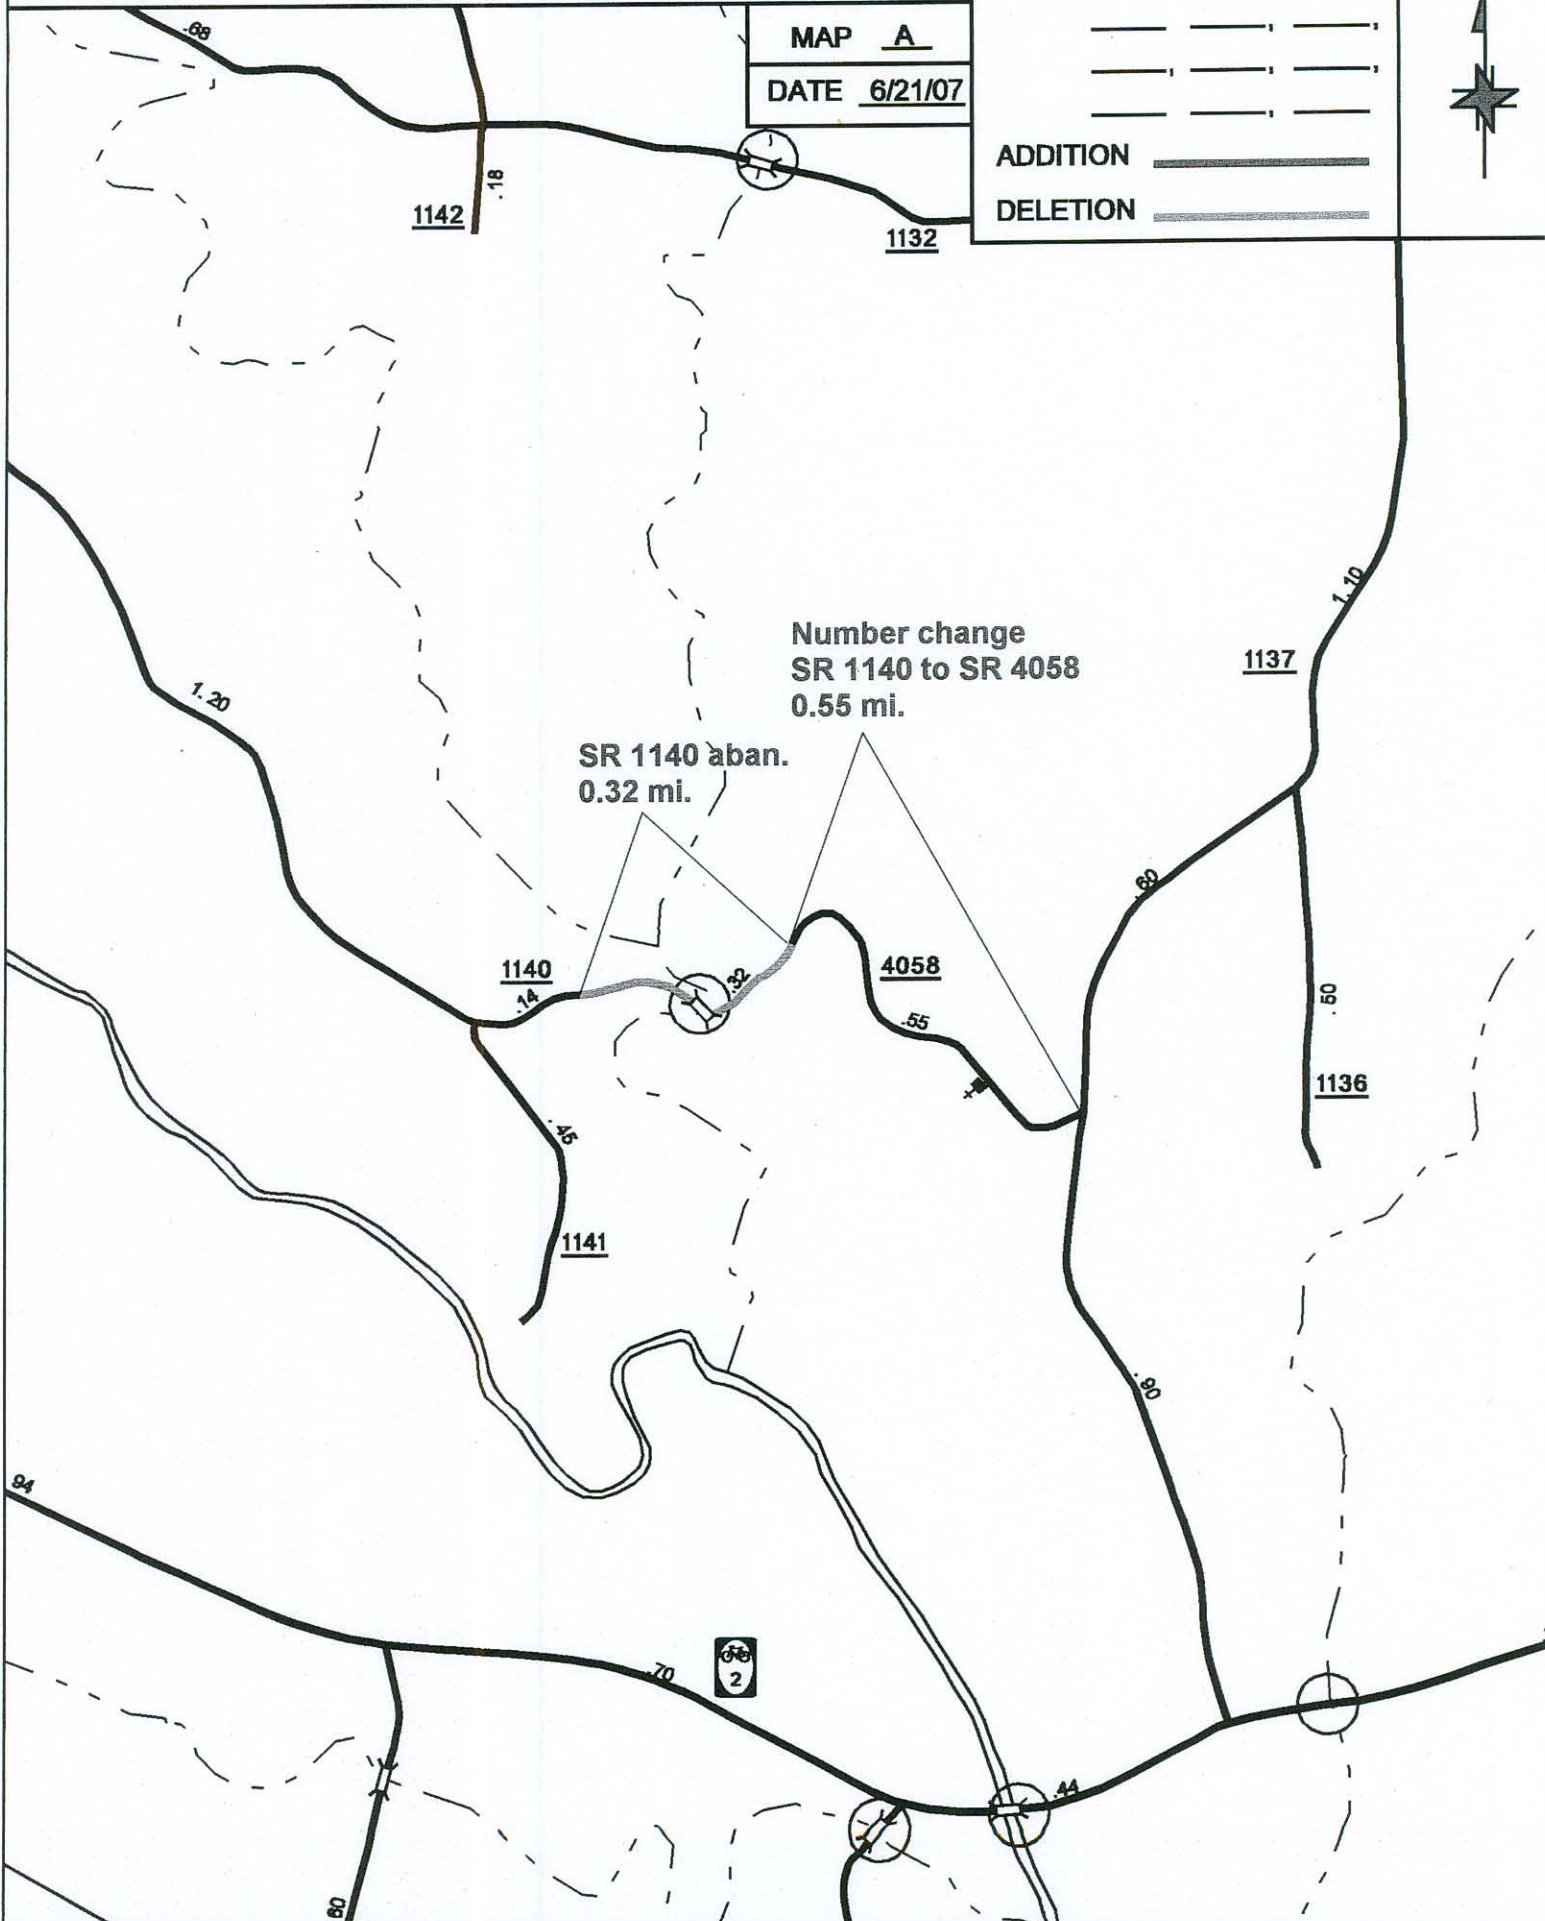 MAP A
DATE 6/21/07
ADDITION
DELETION
.68
.18
1142
1132
1.10
Number change
SR 1140 to SR 4058
0.55 mi.
1137
1.20
SR 1140 aban.
0.32 mi.
.60
1140
.14
.32
4058
.55
.50
1136
.45
1141
.90
94
.70
2
.44
60